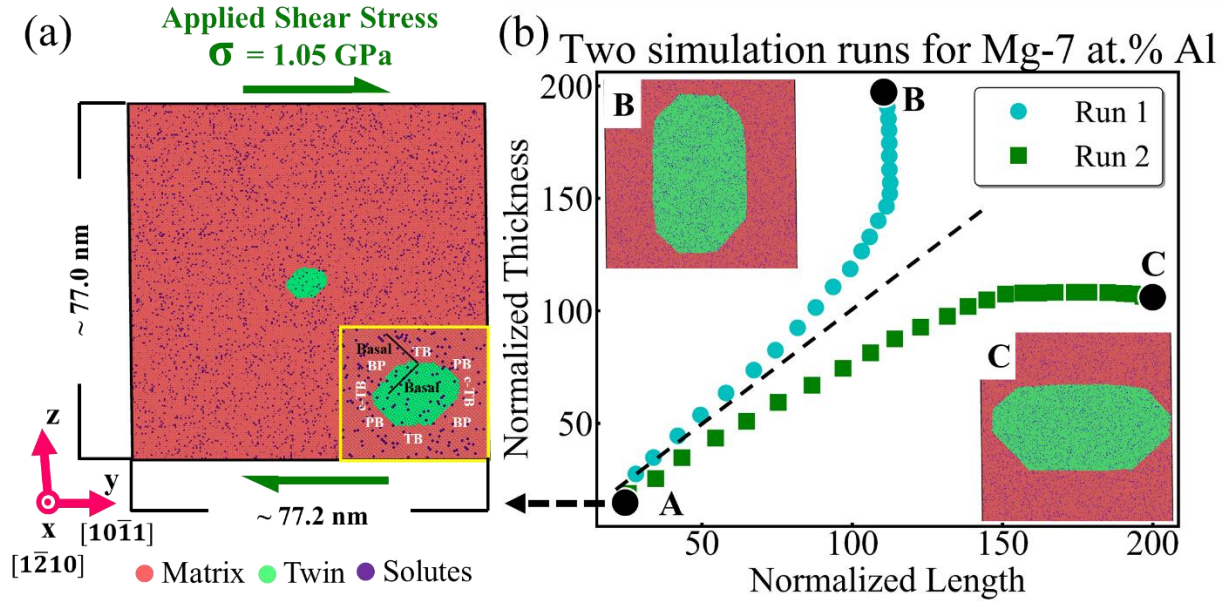 (a)
Applied Shear Stress
σ = 1.05 GPa
~ 77.0 nm
Basal
TB
BP
PB
c-TB
Basal
c-TB
PB
TB
BP
z
y
x
[101̄1]
[12̄10]
~ 77.2 nm
Matrix
Twin
Solutes
(b)
Two simulation runs for Mg-7 at.% Al
Normalized Thickness
200
150
100
50
B
B
Run 1
Run 2
C
C
A
50
100
150
200
Normalized Length